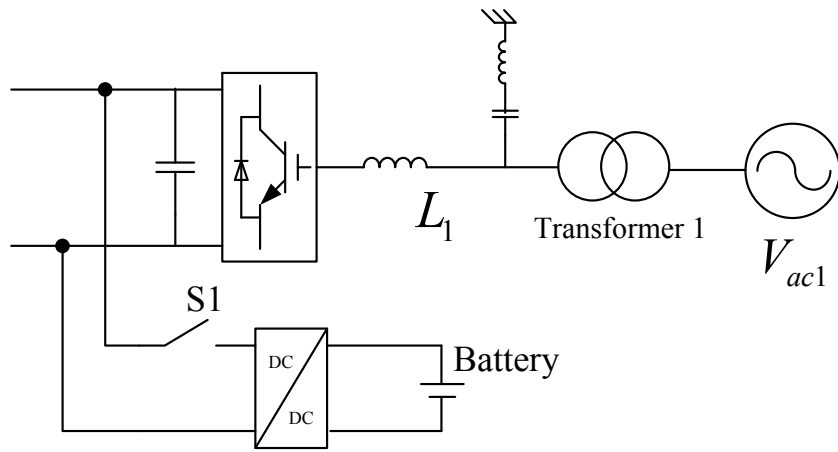 L1
Transformer 1
Vac1
S1
DC
DC
Battery